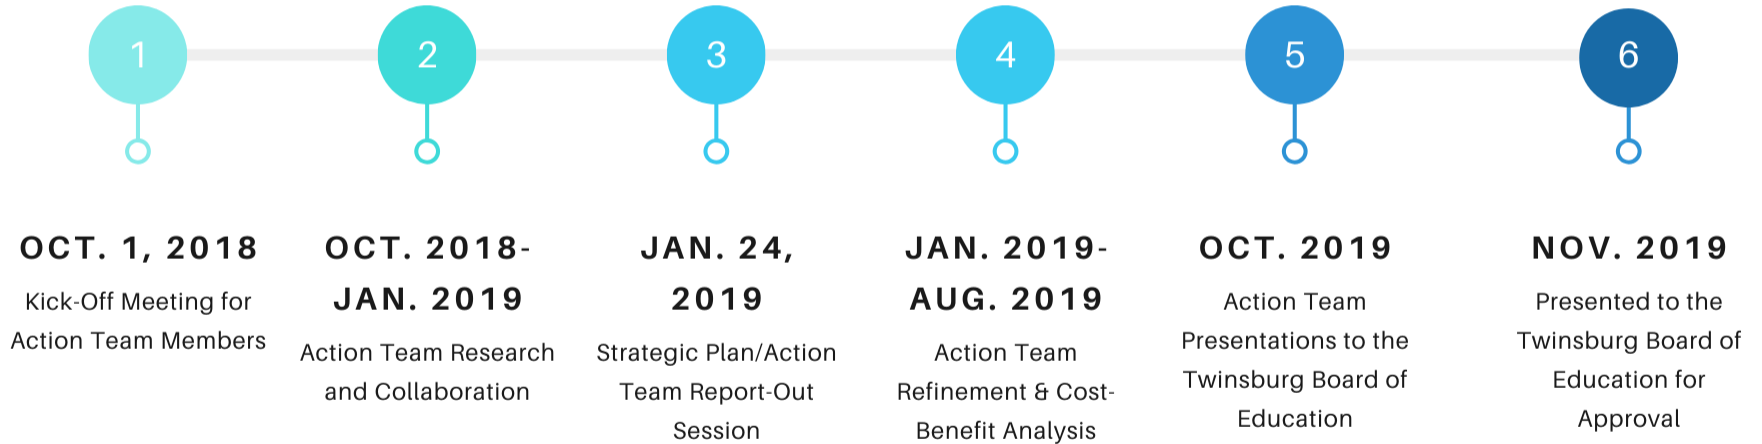 1
2
3
4
5
6
OCT. 1, 2018
Kick-Off Meeting for
Action Team Members
OCT. 2018-
JAN. 2019
Action Team Research
and Collaboration
JAN. 24,
2019
Strategic Plan/Action
Team Report-Out
Session
JAN. 2019-
AUG. 2019
Action Team
Refinement & Cost-
Benefit Analysis
OCT. 2019
Action Team
Presentations to the
Twinsburg Board of
Education
NOV. 2019
Presented to the
Twinsburg Board of
Education for
Approval